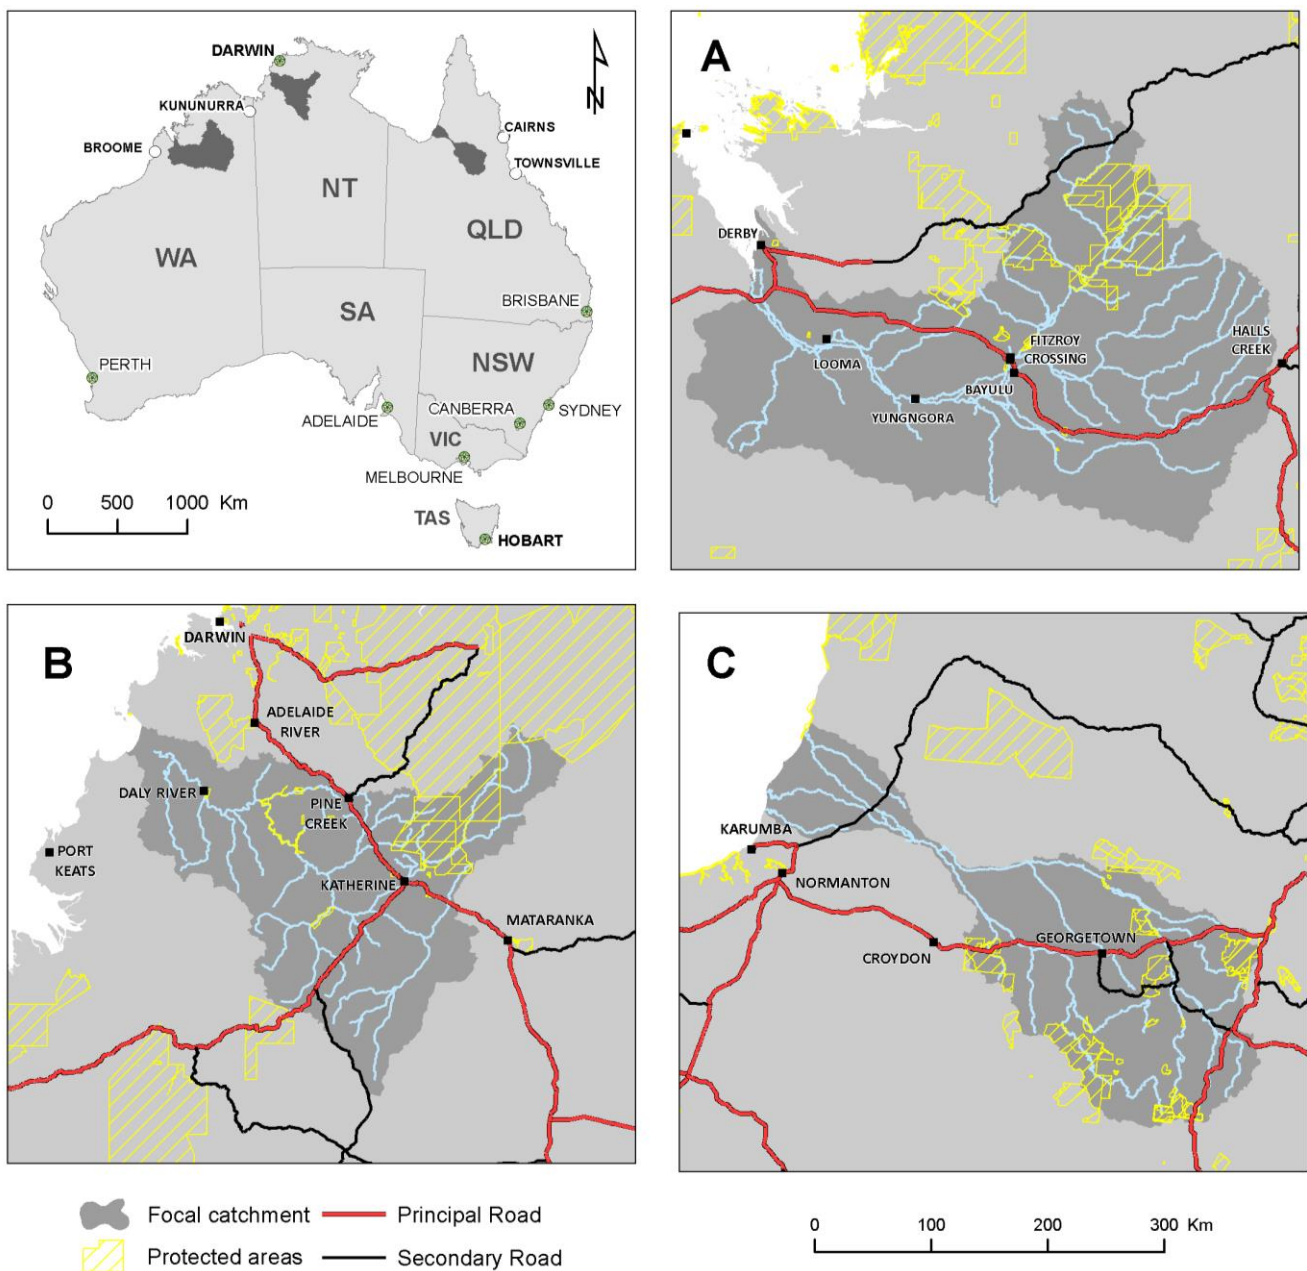 DARWIN
N
KUNUNURRA
BROOME
CAIRNS
TOWNSVILLE
NT
QLD
WA
SA
BRISBANE
NSW
PERTH
ADELAIDE
CANBERRA
SYDNEY
VIC
MELBOURNE
0 500 1000 Km
TAS
HOBART
A
DERBY
LOOMA
FITZROY
CROSSING
HALLS
CREEK
BAYULU
YUNGNGORA
B
DARWIN
ADELAIDE
RIVER
DALY RIVER
PINE
CREEK
PORT
KEATS
KATHERINE
MATARANKA
C
KARUMBA
NORMANTON
CROYDON
GEORGETOWN
Focal catchment
Principal Road
Protected areas
Secondary Road
0 100 200 300 Km